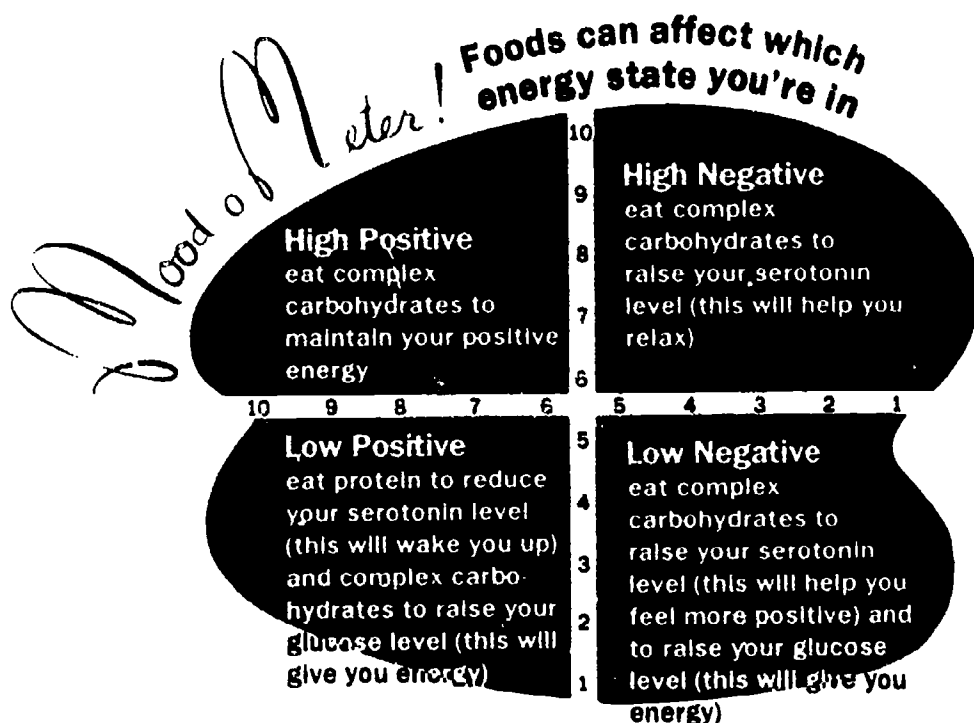 Mood o Meter!
Foods can affect which
energy state you're in
High Positive
eat complex
carbohydrates to
maintain your positive
energy
10
9
8
7
6
High Negative
eat complex
carbohydrates to
raise your serotonin
level (this will help you
relax)
10 9 8 7 6 5 4 3 2 1
Low Positive
eat protein to reduce
your serotonin level
(this will wake you up)
and complex carbo-
hydrates to raise your
glucose level (this will
give you energy)
5
4
3
2
1
Low Negative
eat complex
carbohydrates to
raise your serotonin
level (this will help you
feel more positive) and
to raise your glucose
level (this will give you
energy)